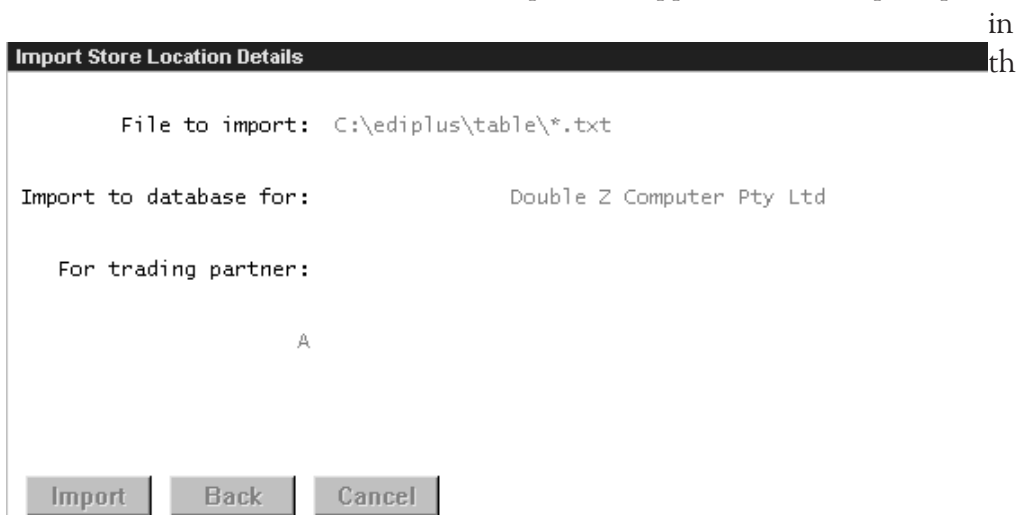 in
Import Store Location Details
th
File to import: C:\ediplus\table\*.txt
Import to database for: Double Z Computer Pty Ltd
For trading partner:
A
Import Back Cancel